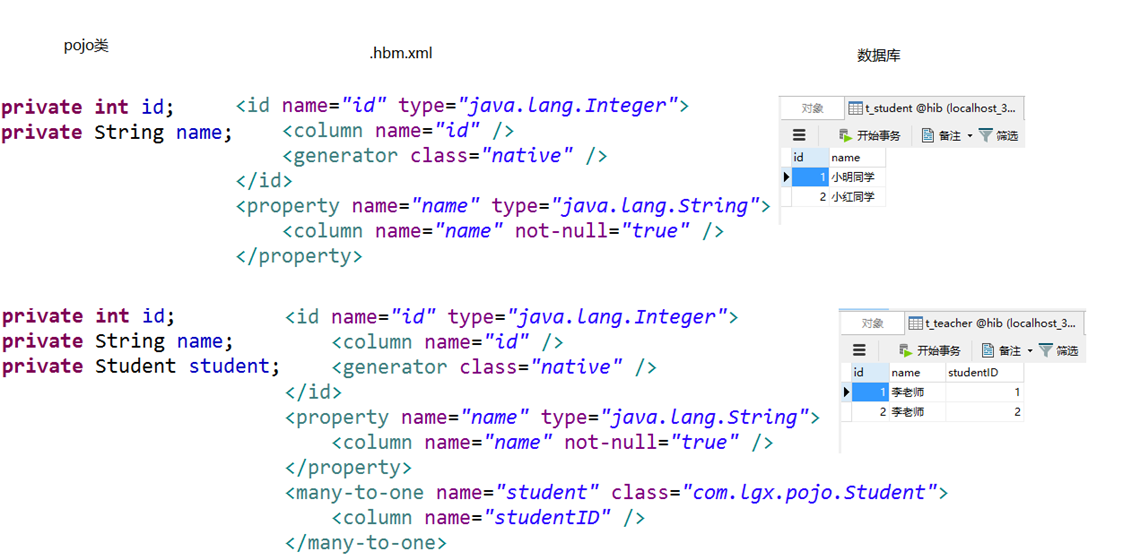 pojo类
.hbm.xml
数据库
private int id;
private String name;
<id name="id" type="java.lang.Integer">
<column name="id" />
<generator class="native" />
</id>
<property name="name" type="java.lang.String">
<column name="name" not-null="true" />
</property>
对象 t_student @hib (localhost_3...
开始事务 备注 筛选
id name
1 小明同学
2 小红同学
private int id;
private String name;
private Student student;
<id name="id" type="java.lang.Integer">
<column name="id" />
<generator class="native" />
</id>
<property name="name" type="java.lang.String">
<column name="name" not-null="true" />
</property>
<many-to-one name="student" class="com.lgx.pojo.Student">
<column name="studentID" />
</many-to-one>
对象 t_teacher @hib (localhost_3...
开始事务 备注 筛选
id name studentID
1 李老师 1
2 李老师 2